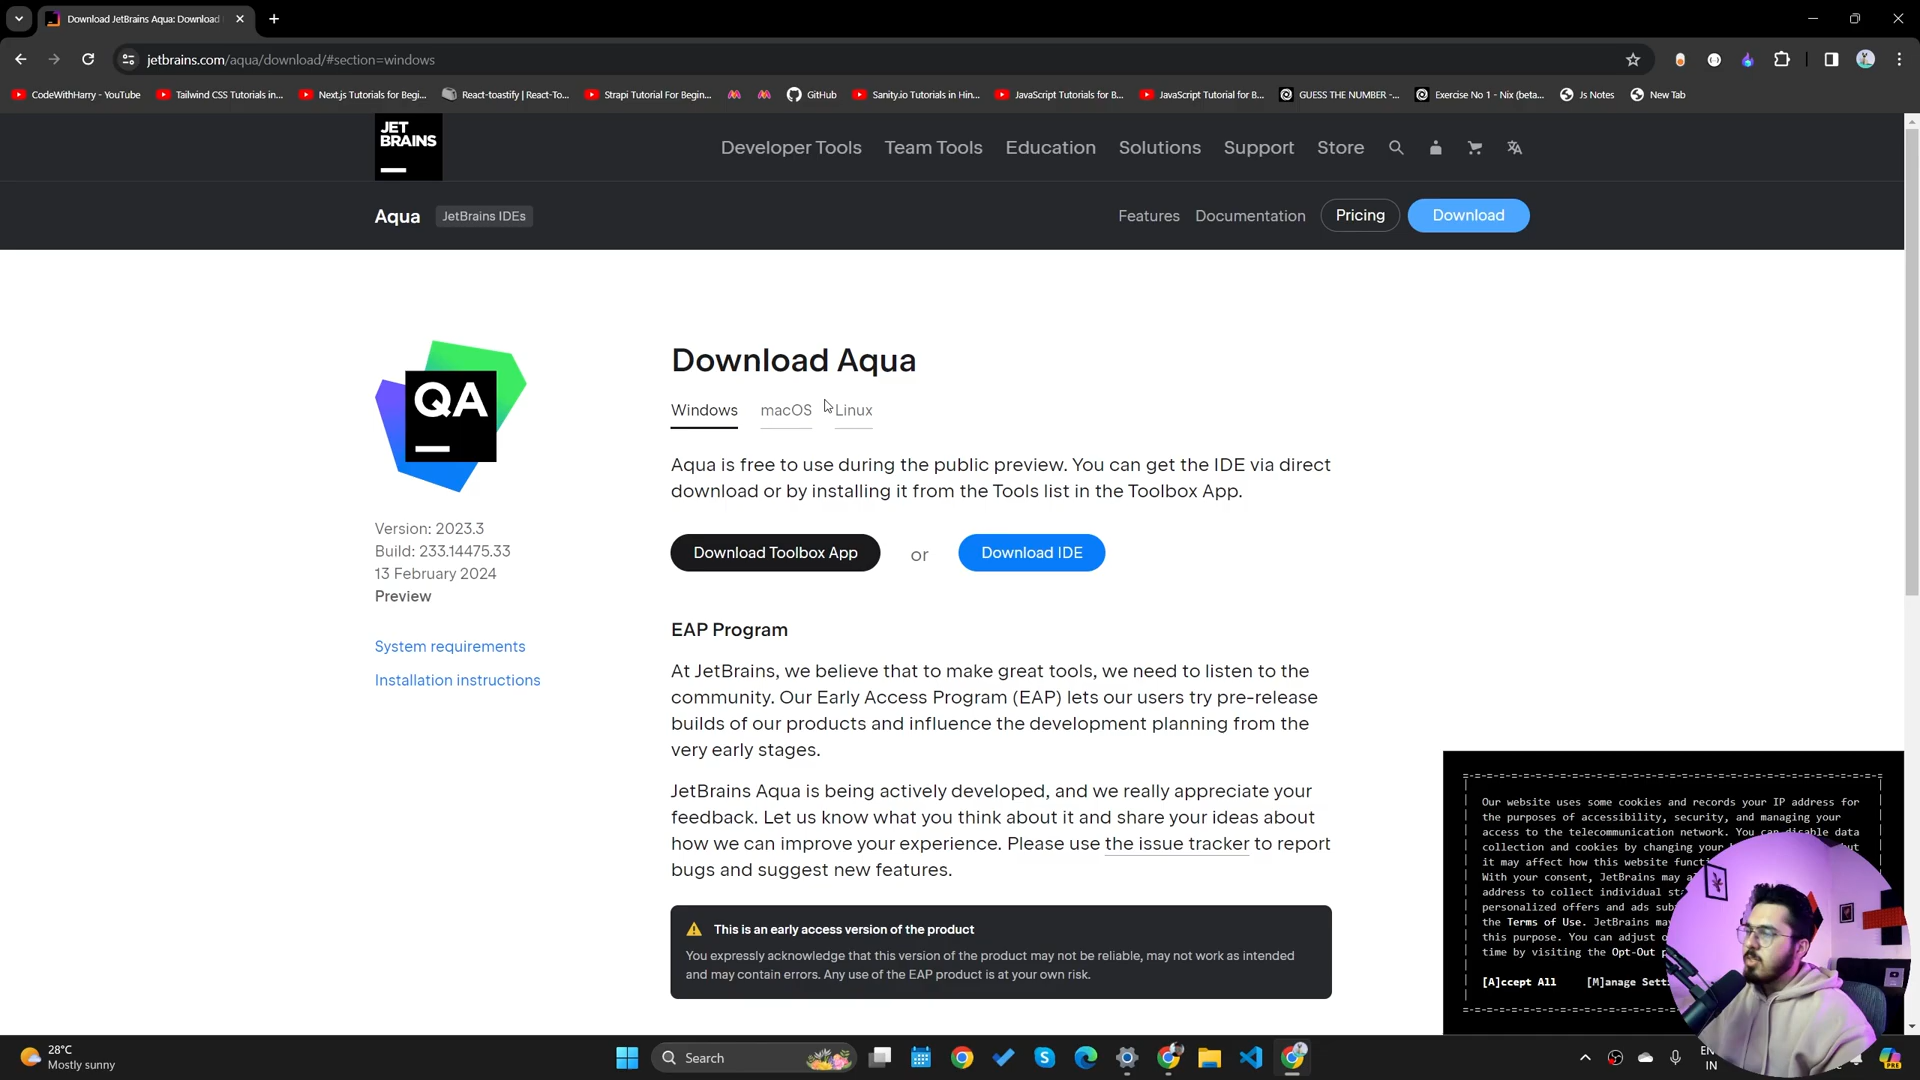 Download JetBrains Aqua: Download
jetbrains.com/aqua/download/#section=windows
CodeWithHarry - YouTube
Tailwind CSS Tutorials in...
Next.js Tutorials for Begi...
React-toastify | React-To...
Strapi Tutorial For Begin...
GitHub
Sanity.io Tutorials in Hin...
JavaScript Tutorials for B...
JavaScript Tutorial for B...
GUESS THE NUMBER -...
Exercise No 1 - Nix (beta...
Js Notes
New Tab
JET
BRAINS
Developer Tools
Team Tools
Education
Solutions
Support
Store
Aqua
JetBrains IDEs
Features
Documentation
Pricing
Download
QA
Version: 2023.3
Build: 233.14475.33
13 February 2024
Preview
System requirements
Installation instructions
Download Aqua
Windows
macOS
Linux
Aqua is free to use during the public preview. You can get the IDE via direct
download or by installing it from the Tools list in the Toolbox App.
Download Toolbox App
or
Download IDE
EAP Program
At JetBrains, we believe that to make great tools, we need to listen to the
community. Our Early Access Program (EAP) lets our users try pre-release
builds of our products and influence the development planning from the
very early stages.
JetBrains Aqua is being actively developed, and we really appreciate your
feedback. Let us know what you think about it and share your ideas about
how we can improve your experience. Please use the issue tracker to report
bugs and suggest new features.
This is an early access version of the product
You expressly acknowledge that this version of the product may not be reliable, may not work as intended
and may contain errors. Any use of the EAP product is at your own risk.
Our website uses some cookies and records your IP address for
the purposes of accessibility, security, and managing your
access to the telecommunication network. You can disable data
collection and cookies by changing your
it may affect how this website
With your consent, JetBrains may
address to collect individual
personalized offers and ads
the Terms of Use. JetBrains may
this purpose. You can adjust
time by visiting the Opt-Out
[A]ccept All
[M]anage
28°C
Mostly sunny
Search
IN